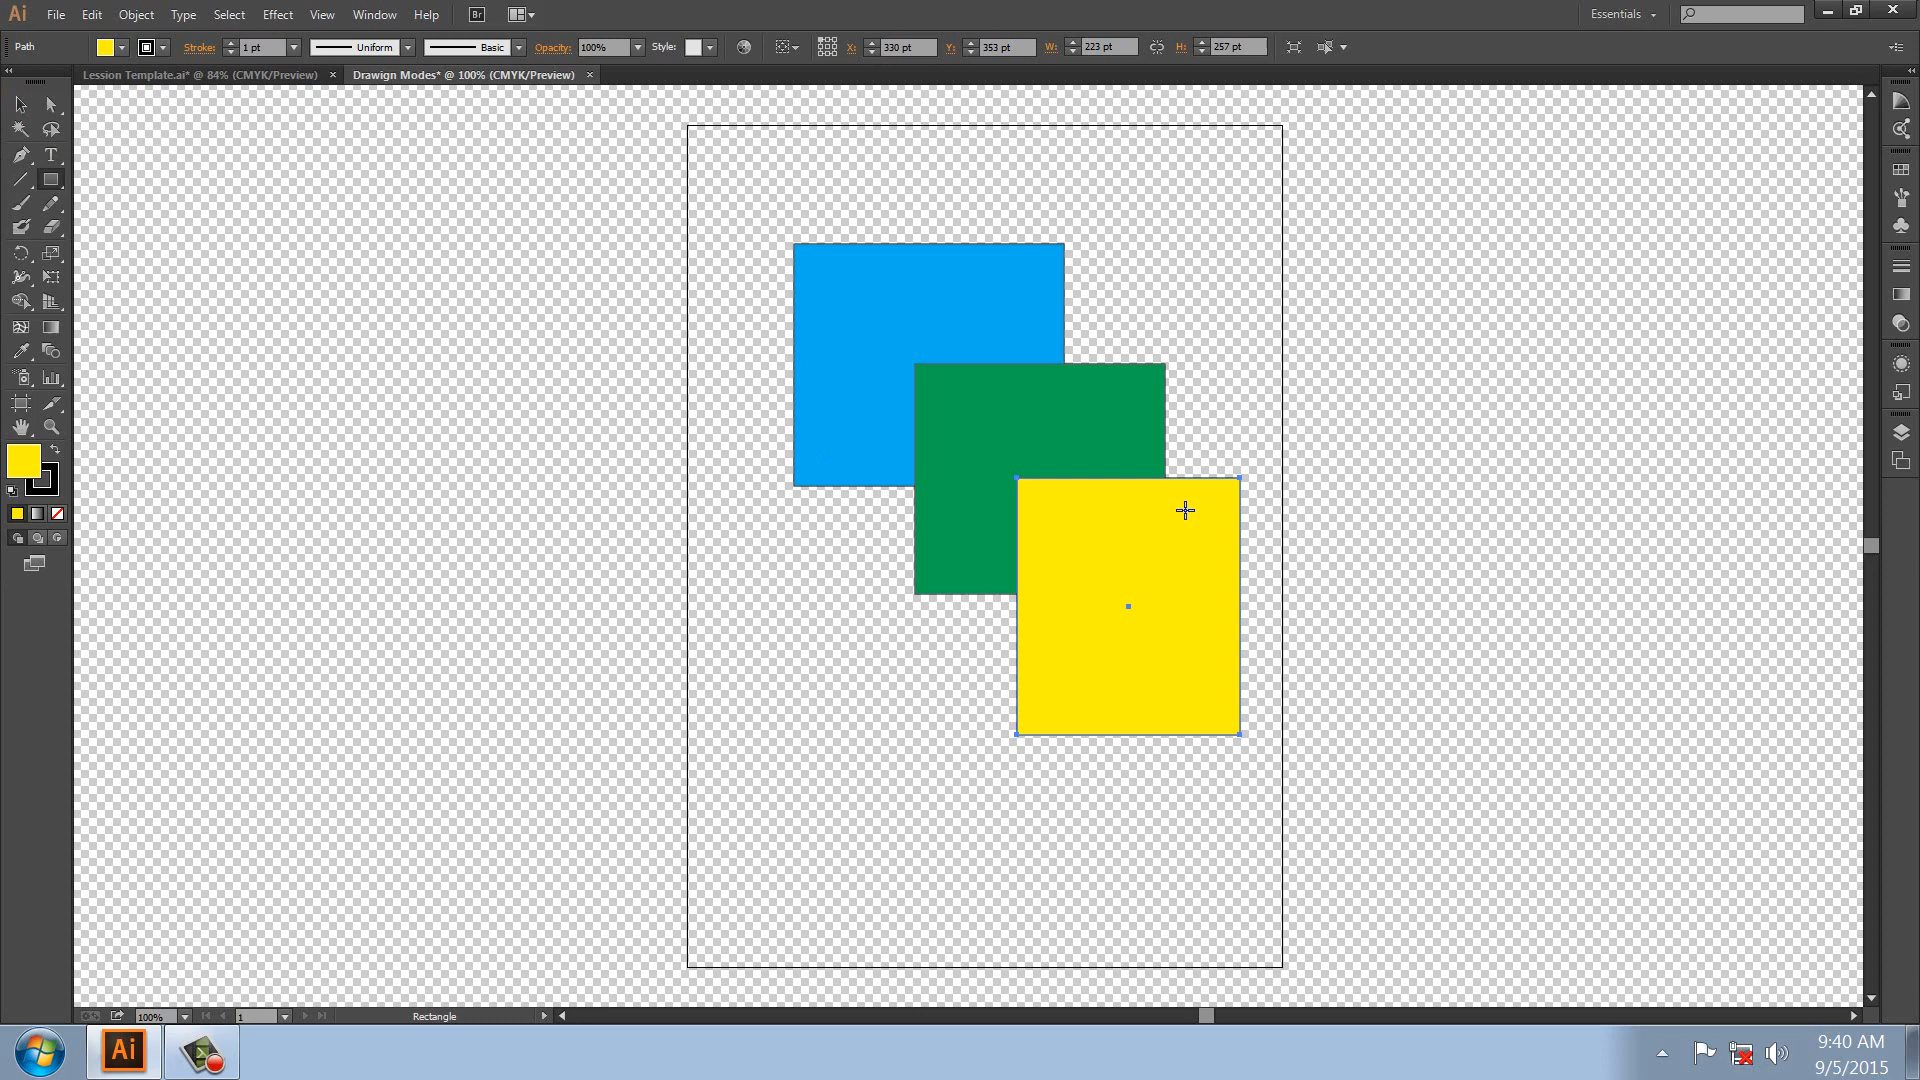 Ai File Edit Object Type Select Effect View Window Help Br Essentials
Path Stroke: 1 pt Uniform Basic Opacity: 100% Style: X: 330 pt Y: 353 pt W: 223 pt H: 257 pt
Lession Template.ai* @ 84% (CMYK/Preview) × Drawign Modes* @ 100% (CMYK/Preview) ×
T
100% 1 Rectangle
Ai
9:40 AM
9/5/2015